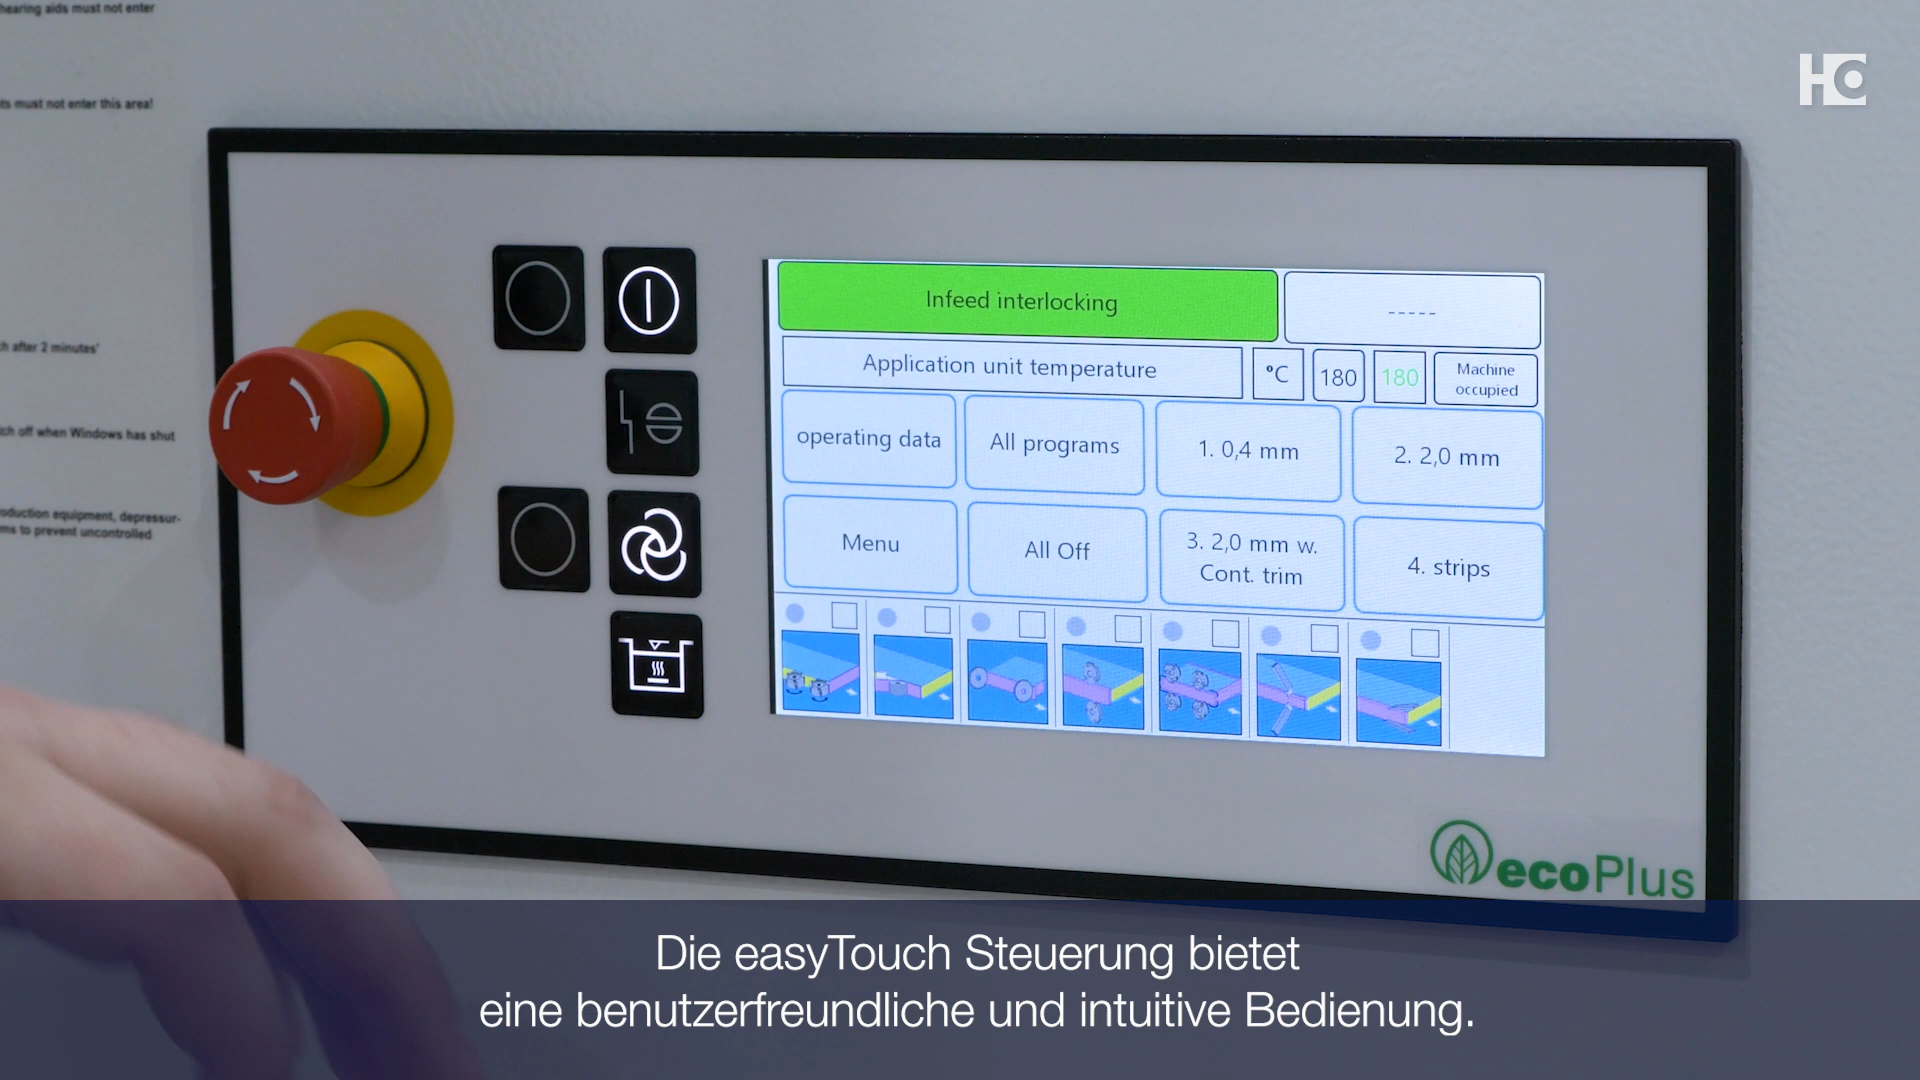 hearing aids must not enter
ts must not enter this area!
h after 2 minutes'
ch off when Windows has shut
oduction equipment, depressur-
ms to prevent uncontrolled
HC
Infeed interlocking
-----
Application unit temperature
°C
180
180
Machine
occupied
operating data
All programs
1. 0,4 mm
2. 2,0 mm
Menu
All Off
3. 2,0 mm w.
Cont. trim
4. strips
ecoPlus
Die easyTouch Steuerung bietet
eine benutzerfreundliche und intuitive Bedienung.